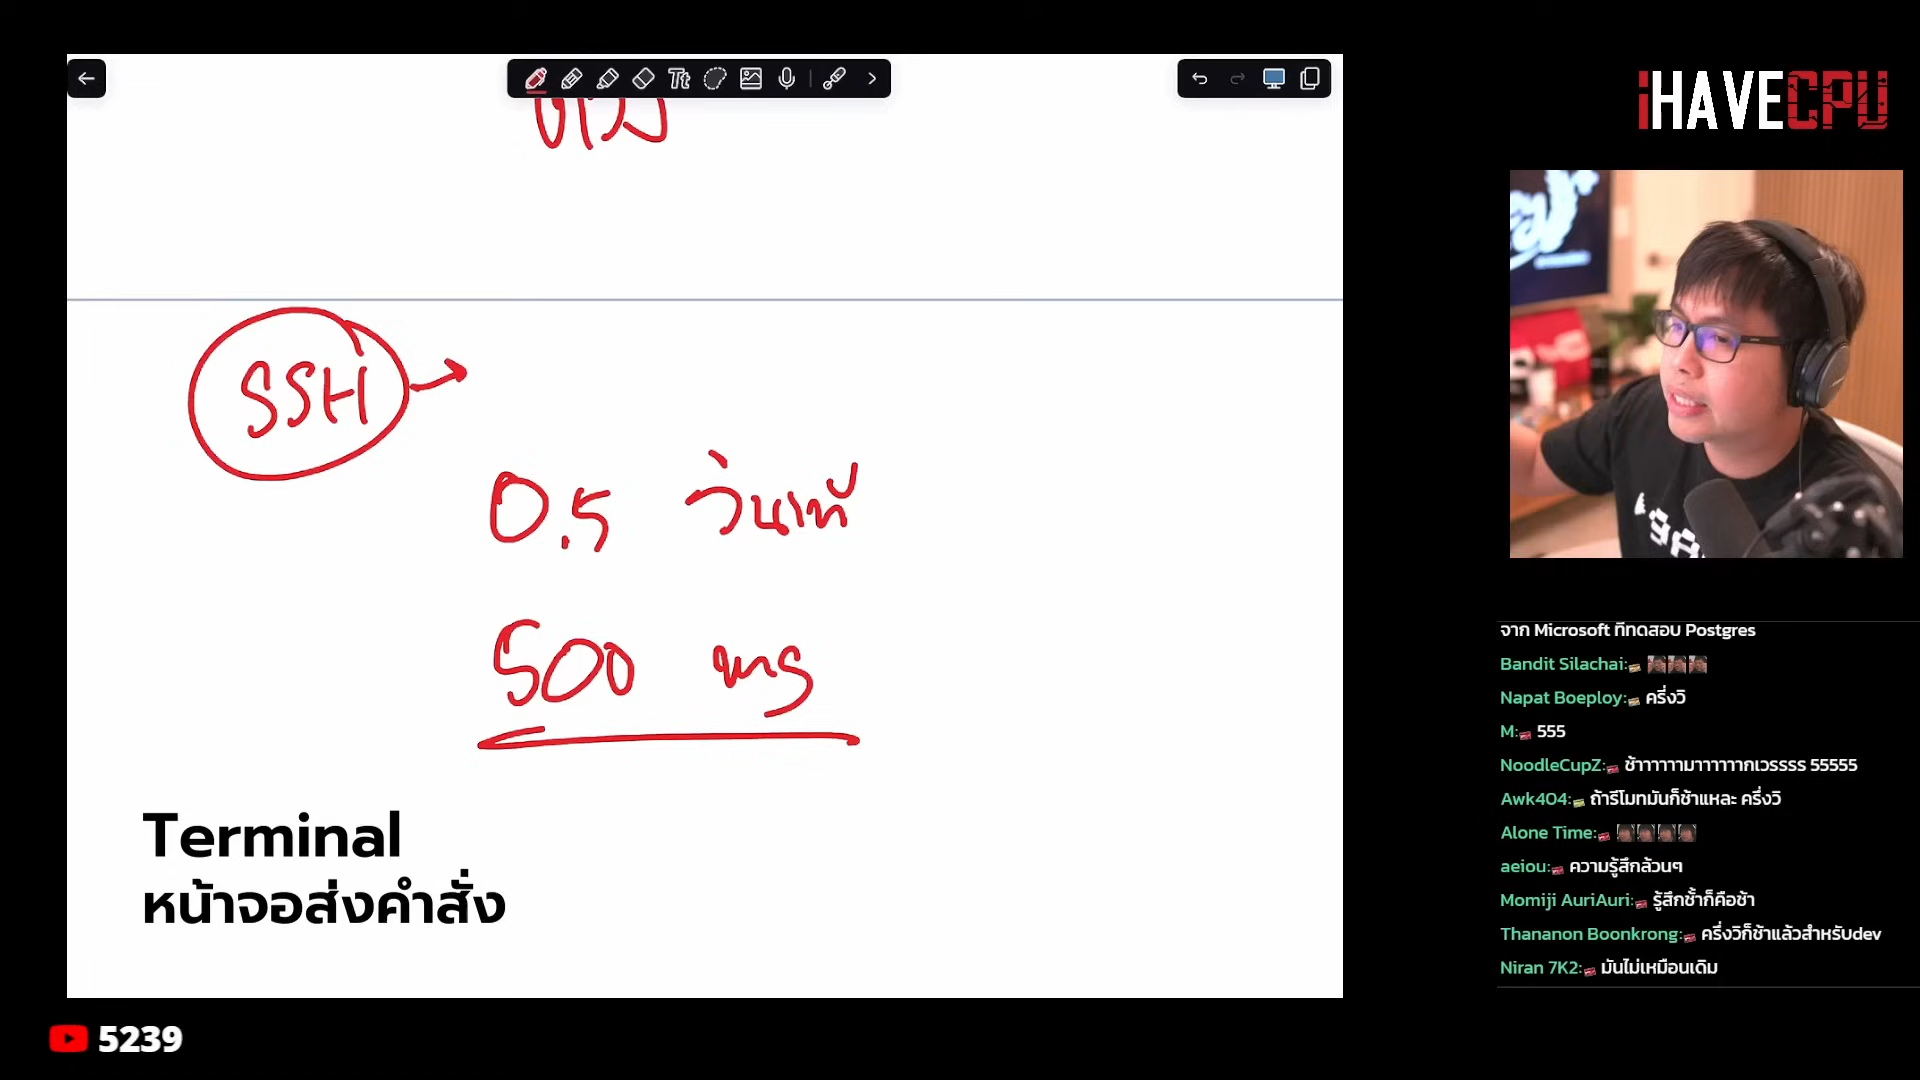 iHAVECPU
SSH
0.5 วินาที
500 ms
Terminal
หน้าจอส่งคำสั่ง
จาก Microsoft ที่ทดสอบ Postgres
Bandit Silachai:
Napat Boeploy: ครึ่งวิ
M: 555
NoodleCupZ: ช้าาาาาามาาาาาากเวรรรร 55555
Awk404: ถ้ารีโมทมันก็ช้าแหละ ครึ่งวิ
Alone Time:
aeiou: ความรู้สึกล้วนๆ
Momiji AuriAuri: รู้สึกช้ำก็คือช้า
Thananon Boonkrong: ครึ่งวิก็ช้าแล้วสำหรับdev
Niran 7K2: มันไม่เหมือนเดิม
5239